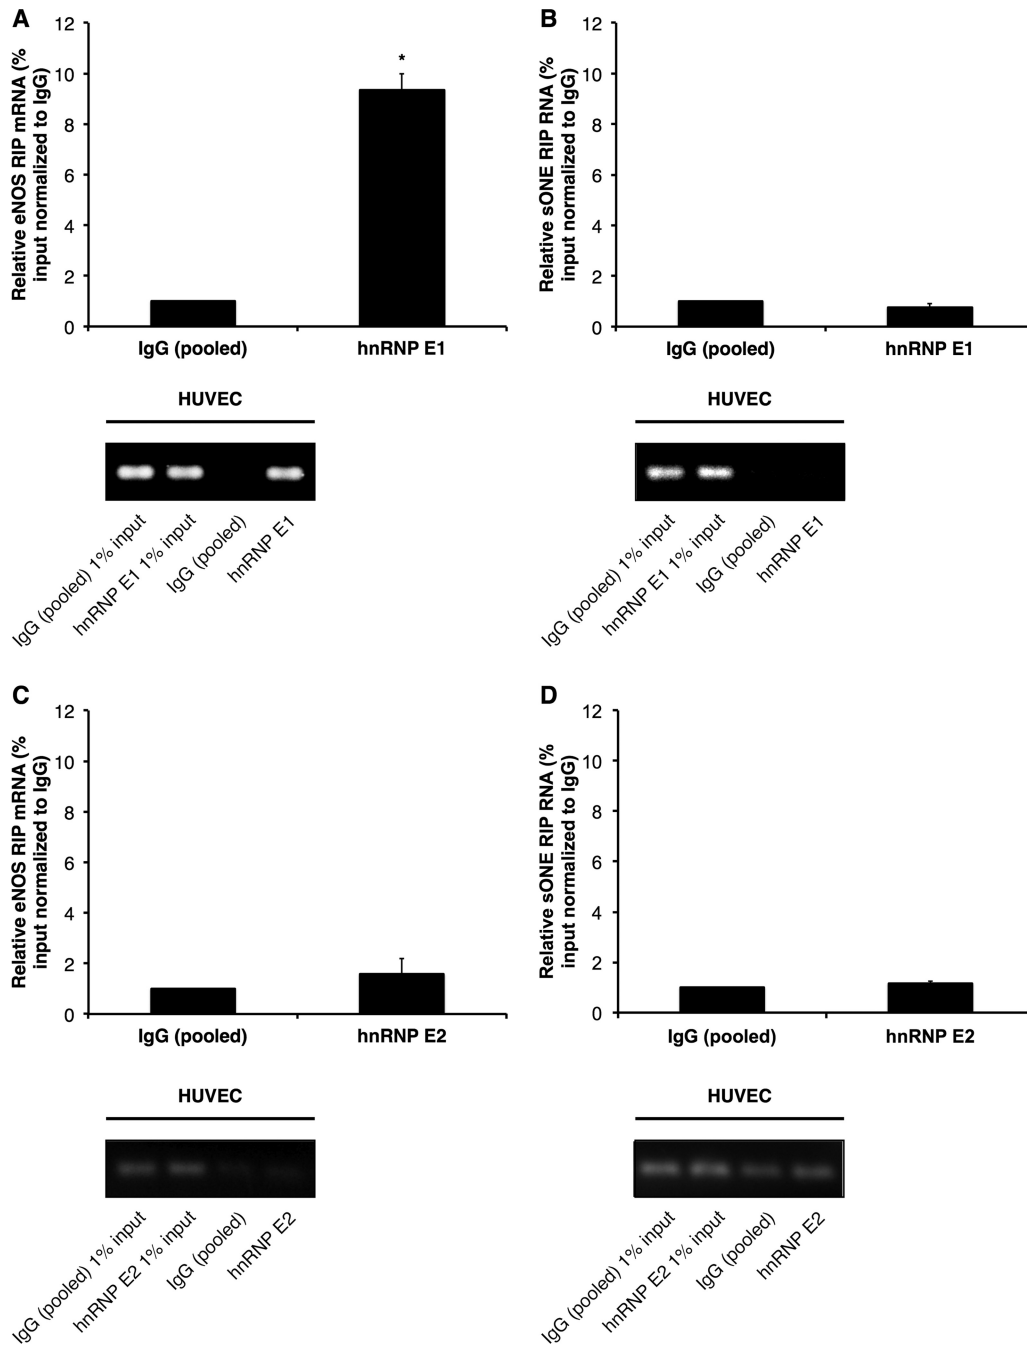 A
Relative eNOS RIP mRNA (%
input normalized to IgG)
12
10
8
6
4
2
0
*
IgG (pooled)
hnRNP E1
HUVEC
IgG (pooled) 1% input
hnRNP E1 1% input
IgG (pooled)
hnRNP E1
B
Relative sONE RIP RNA (%
input normalized to IgG)
12
10
8
6
4
2
0
IgG (pooled)
hnRNP E1
HUVEC
IgG (pooled) 1% input
hnRNP E1 1% input
IgG (pooled)
hnRNP E1
C
Relative eNOS RIP mRNA (%
input normalized to IgG)
12
10
8
6
4
2
0
IgG (pooled)
hnRNP E2
HUVEC
IgG (pooled) 1% input
hnRNP E2 1% input
IgG (pooled)
hnRNP E2
D
Relative sONE RIP RNA (%
input normalized to IgG)
12
10
8
6
4
2
0
IgG (pooled)
hnRNP E2
HUVEC
IgG (pooled) 1% input
hnRNP E2 1% input
IgG (pooled)
hnRNP E2